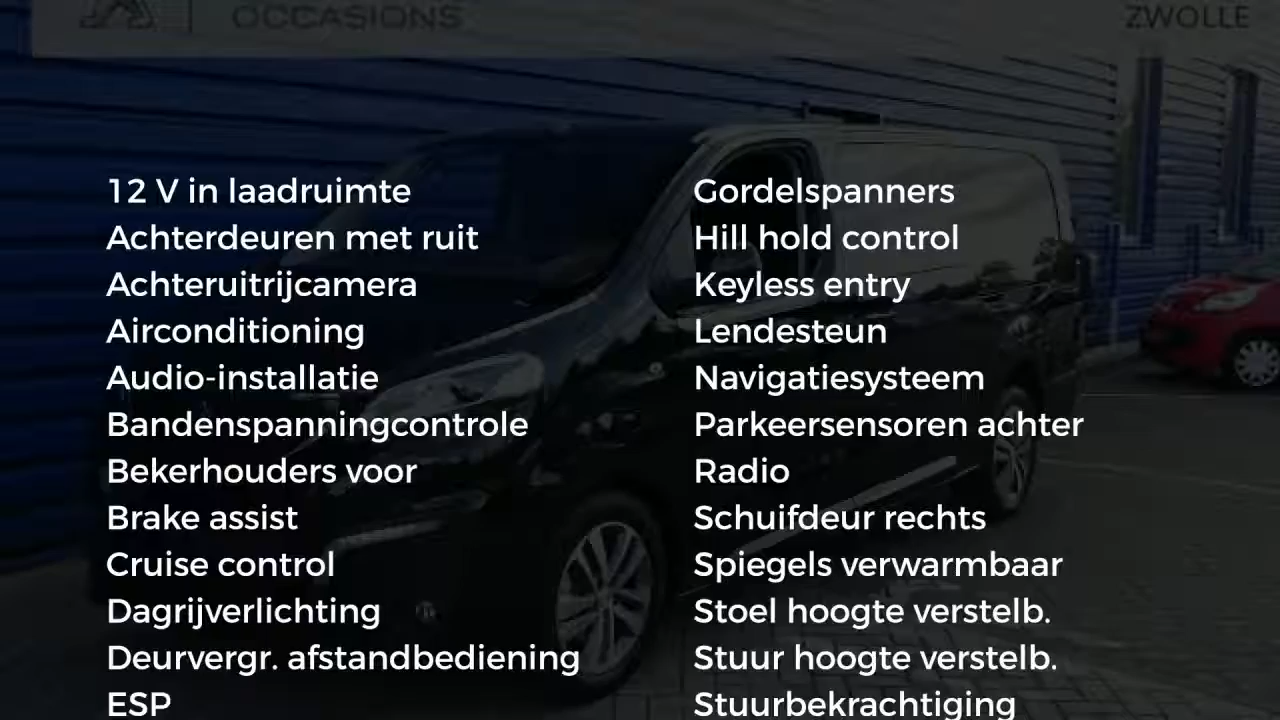 OCCASIONS
ZWOLLE
12 V in laadruimte
Achterdeuren met ruit
Achteruitrijcamera
Airconditioning
Audio-installatie
Bandenspanningcontrole
Bekerhouders voor
Brake assist
Cruise control
Dagrijverlichting
Deurvergr. afstandbediening
ESP
Gordelspanners
Hill hold control
Keyless entry
Lendesteun
Navigatiesysteem
Parkeersensoren achter
Radio
Schuifdeur rechts
Spiegels verwarmbaar
Stoel hoogte verstelb.
Stuur hoogte verstelb.
Stuurbekrachtiging